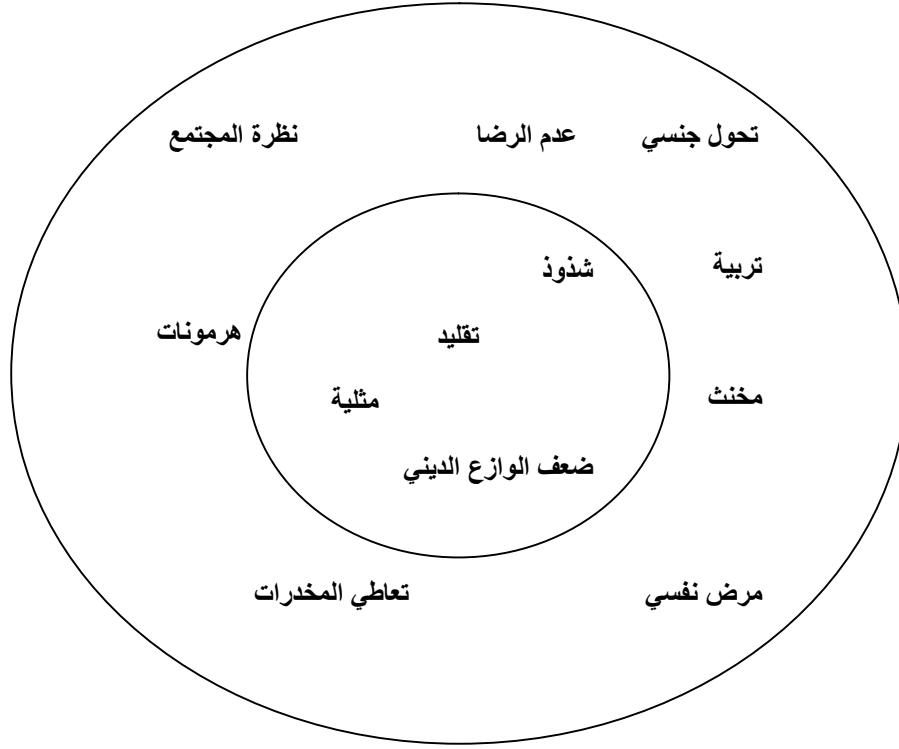 تحول جنسي عدم الرضا نظرة المجتمع
تربية
شذوذ
تقليد
هرمونات
مخنث
مثلية
ضعف الوازع الديني
مرض نفسي تعاطي المخدرات